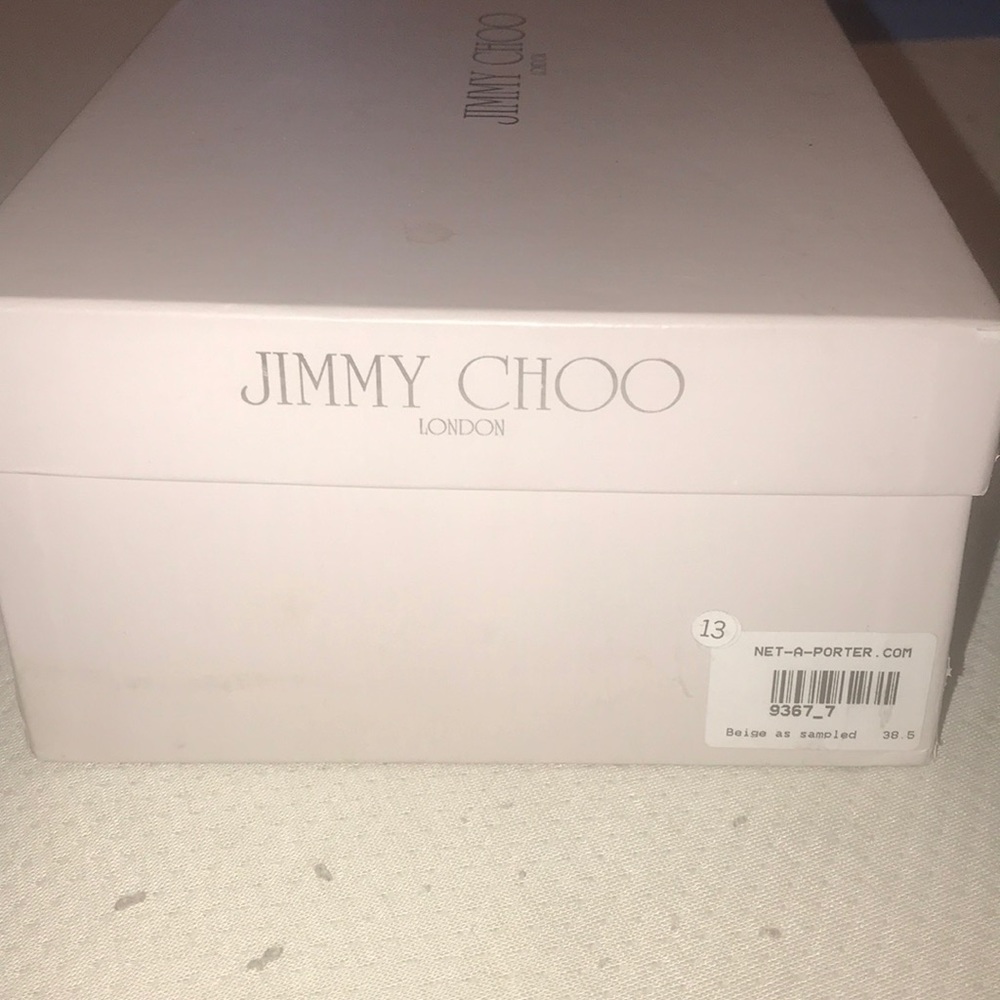 JIMMY CHOO
LONDON
JIMMY CHOO
LONDON
13
NET-A-PORTER.COM
9367_7
Beige as sampled 38.5